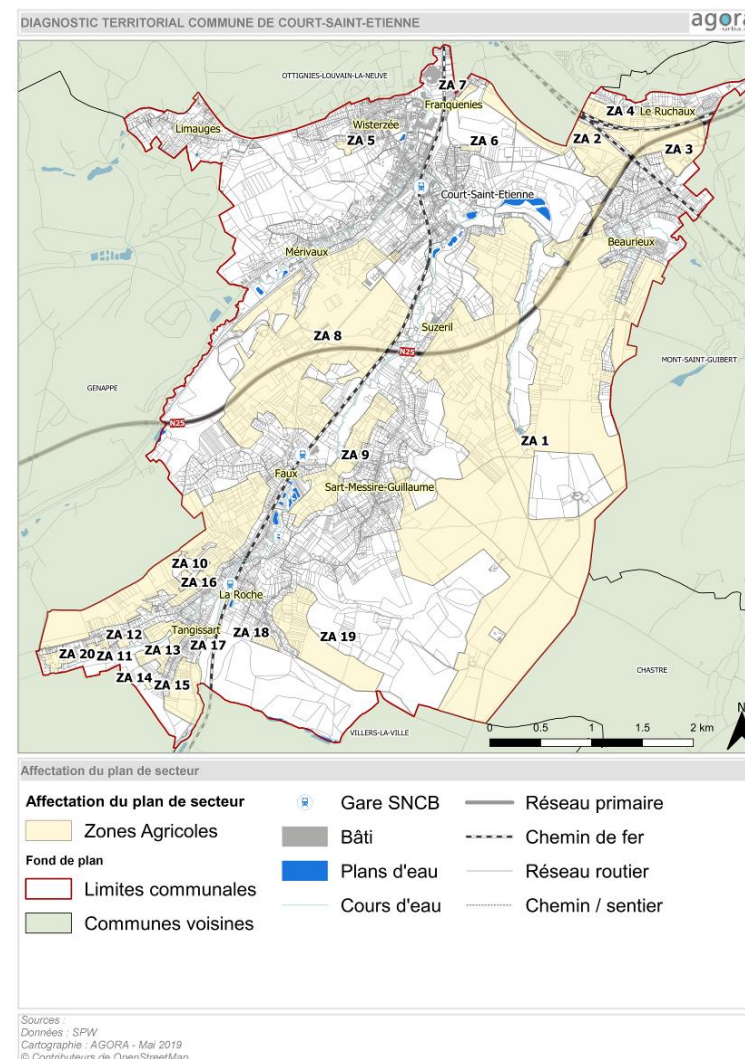 DIAGNOSTIC TERRITORIAL COMMUNE DE COURT-SAINT-ETIENNE
agora
OTTIGNIES-LOUVAIN-LA-NEUVE
ZA 7
Franquenies
ZA 4 Le Ruchaux
Limauges
Wisterzée
ZA 5
ZA 6
ZA 2
ZA 3
Court-Saint-Etienne
Beaurieux
Mérivaux
Suzeril
ZA 8
N25
MONT-SAINT-GUIBERT
GENAPPE
N25
ZA 1
ZA 9
Faux
Sart-Messire-Guillaume
ZA 10
ZA 16
La Roche
Tangissart
ZA 12
ZA 18
ZA 19
ZA 20 ZA 11
ZA 13
ZA 17
ZA 14
ZA 15
CHASTRE
VILLERS-LA-VILLE
N
0 0.5 1 1.5 2 km
Affectation du plan de secteur
Affectation du plan de secteur
Zones Agricoles
Fond de plan
Limites communales
Communes voisines
Gare SNCB
Bâti
Plans d'eau
Cours d'eau
Réseau primaire
Chemin de fer
Réseau routier
Chemin / sentier
Sources :
Données : SPW
Cartographie : AGORA - Mai 2019
© Contributeurs de OpenStreetMap